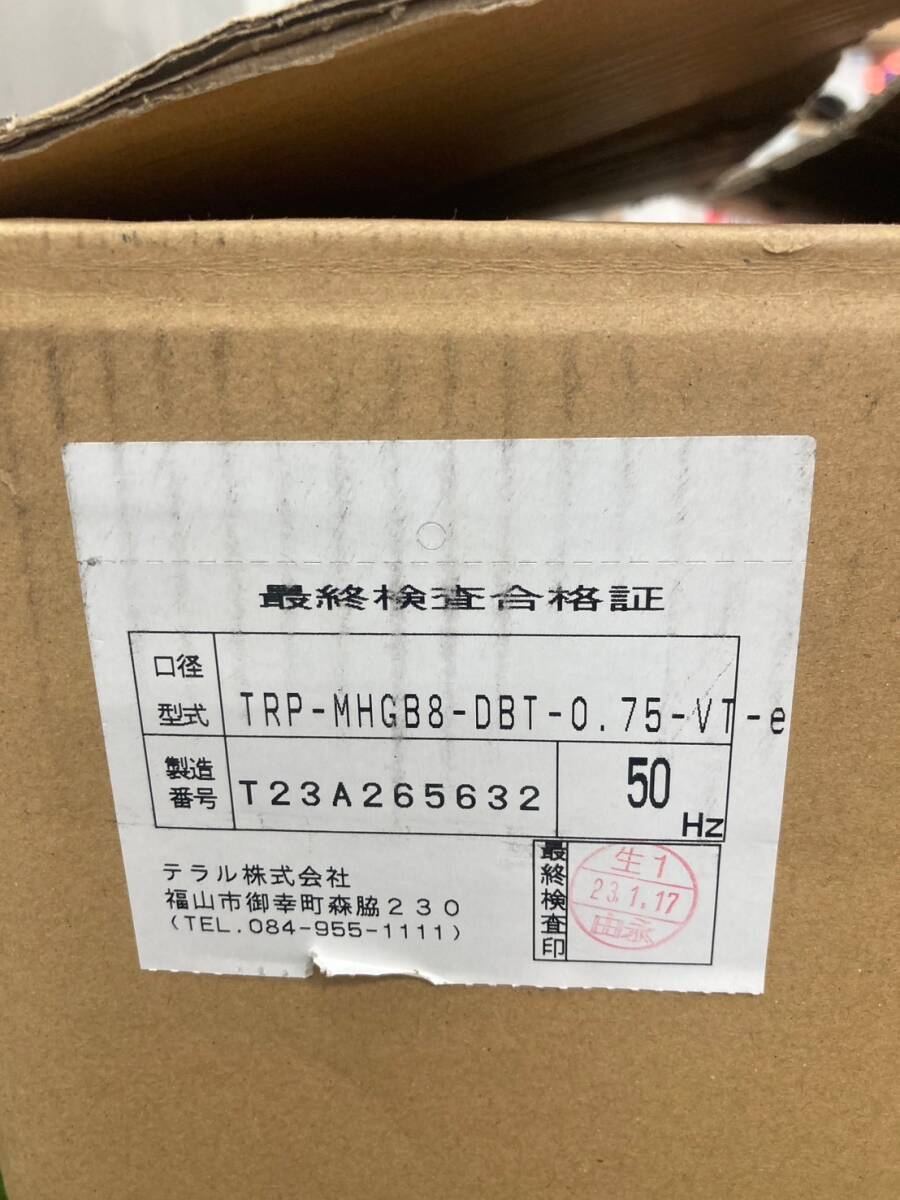 最終検査合格証
口径
型式 TRP-MHGB8-DBT-0.75-VT-e
製造番号 T23A265632 50 Hz
テラル株式会社
福山市御幸町森脇230
(TEL.084-955-1111)
最終検査印
生1
23.1.17